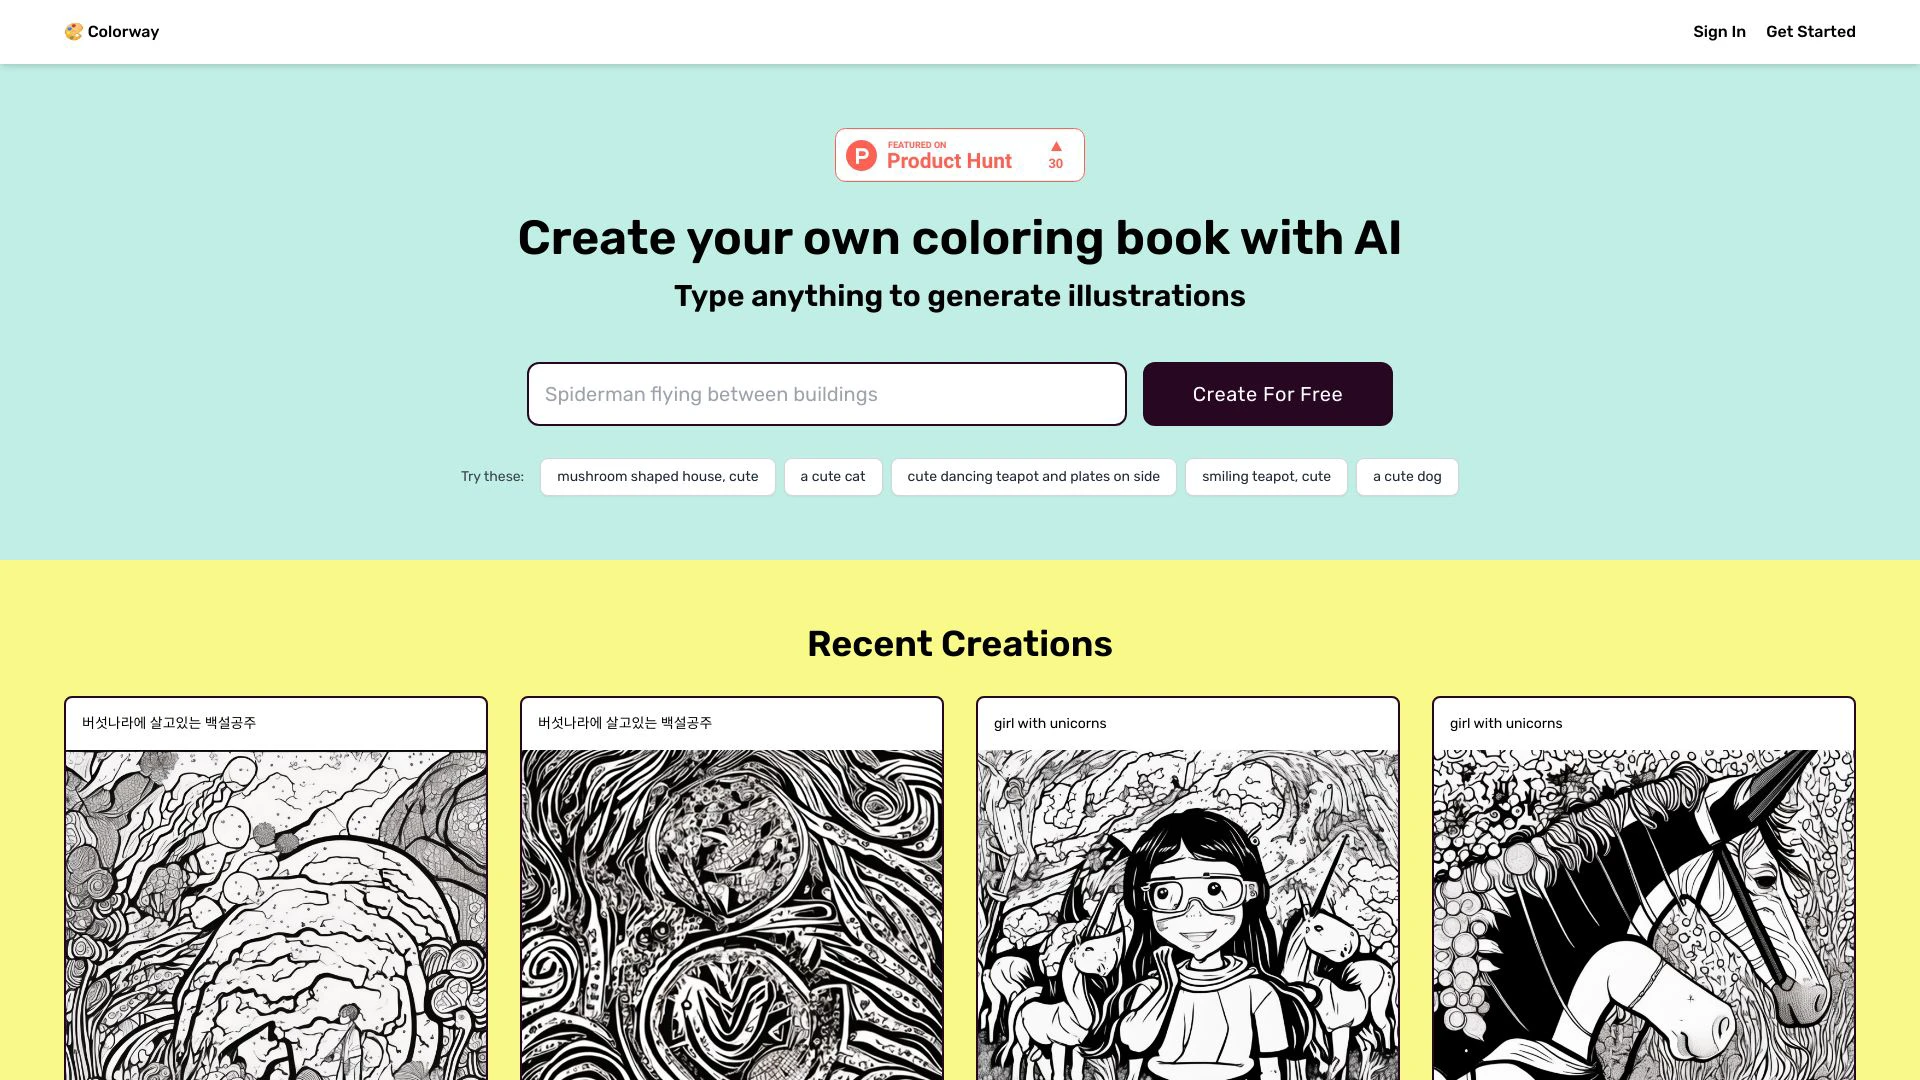 Colorway
Sign In
Get Started
FEATURED ON
Product Hunt
30
Create your own coloring book with AI
Type anything to generate illustrations
Spiderman flying between buildings
Create For Free
Try these:
mushroom shaped house, cute
a cute cat
cute dancing teapot and plates on side
smiling teapot, cute
a cute dog
Recent Creations
버섯나라에 살고있는 백설공주
버섯나라에 살고있는 백설공주
girl with unicorns
girl with unicorns